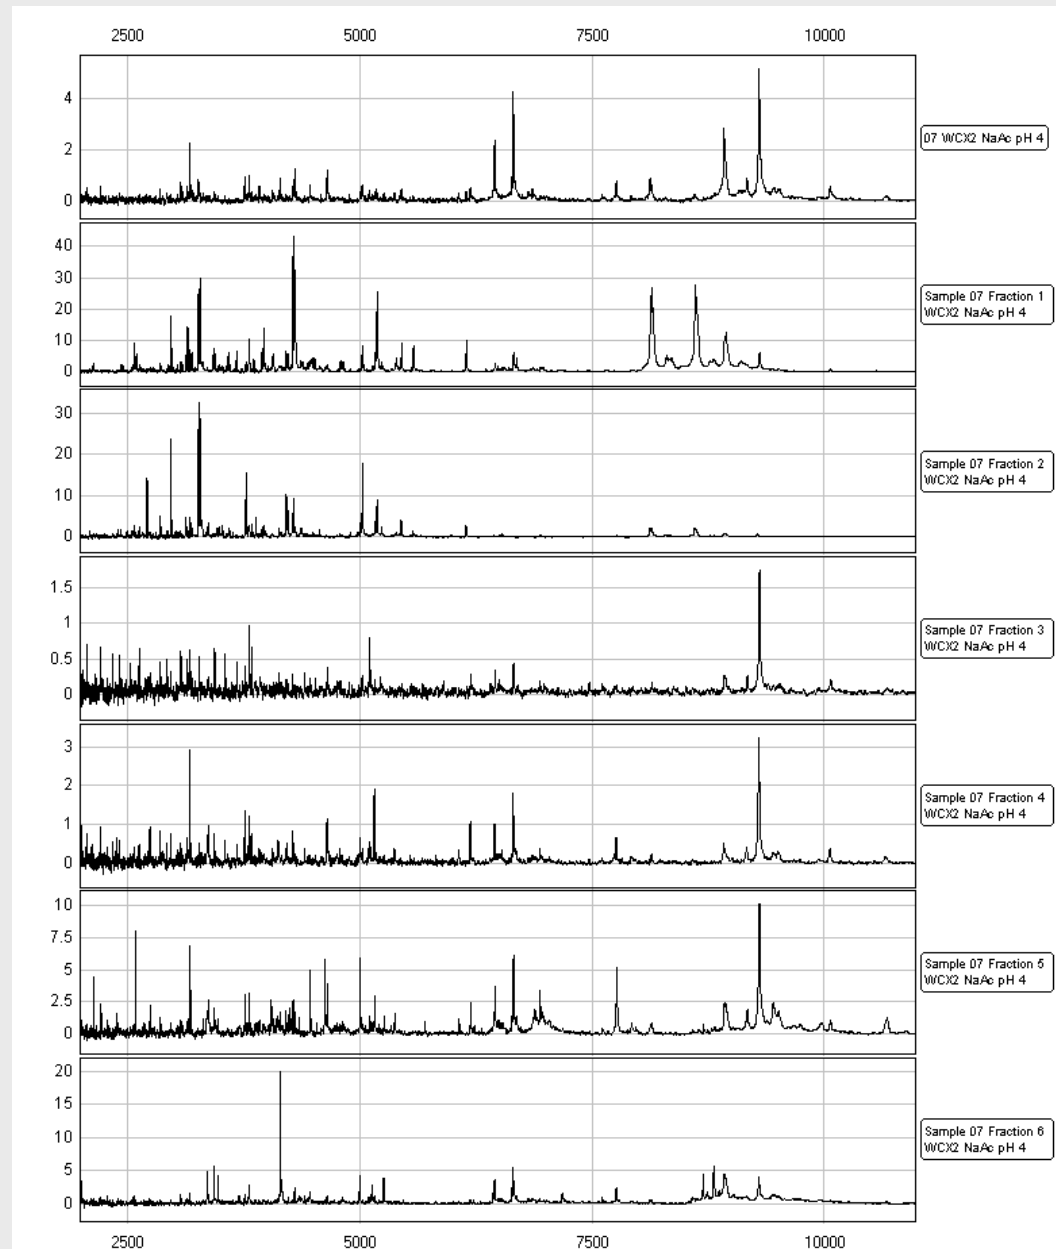 2500 5000 7500 10000
4
2
0
07 WCX2 NaAc pH 4
40
30
20
10
0
Sample 07 Fraction 1
WCX2 NaAc pH 4
30
20
10
0
Sample 07 Fraction 2
WCX2 NaAc pH 4
1.5
1
0.5
0
Sample 07 Fraction 3
WCX2 NaAc pH 4
3
2
1
0
Sample 07 Fraction 4
WCX2 NaAc pH 4
10
7.5
5
2.5
0
Sample 07 Fraction 5
WCX2 NaAc pH 4
20
15
10
5
0
Sample 07 Fraction 6
WCX2 NaAc pH 4
2500 5000 7500 10000